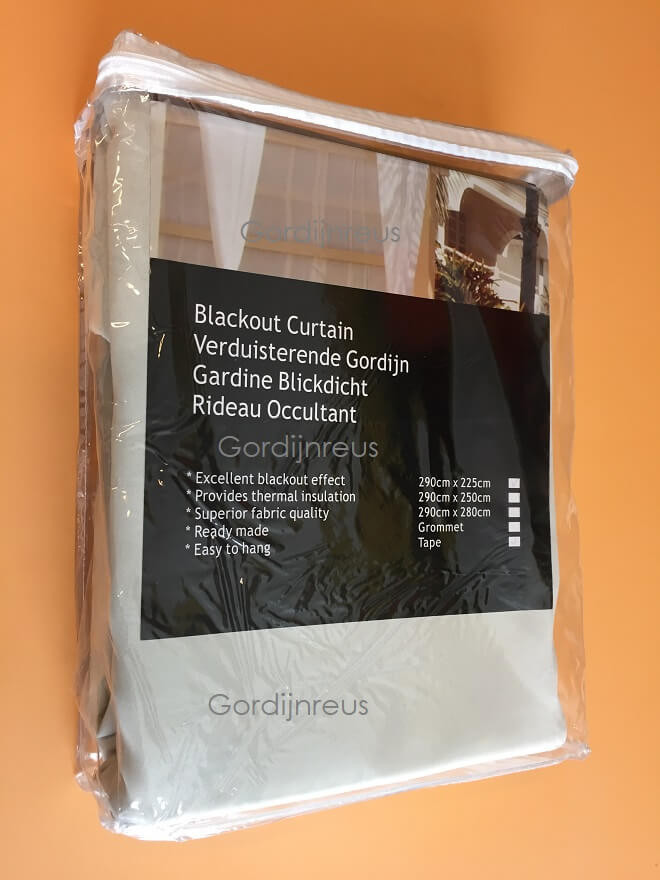 Gordijnreus
Blackout Curtain
Verduisterende Gordijn
Gardine Blickdicht
Rideau Occultant
Gordijnreus
* Excellent blackout effect
* Provides thermal insulation
* Superior fabric quality
* Ready made
* Easy to hang
290cm x 225cm
290cm x 250cm
290cm x 280cm
Grommet
Tape
Gordijnreus